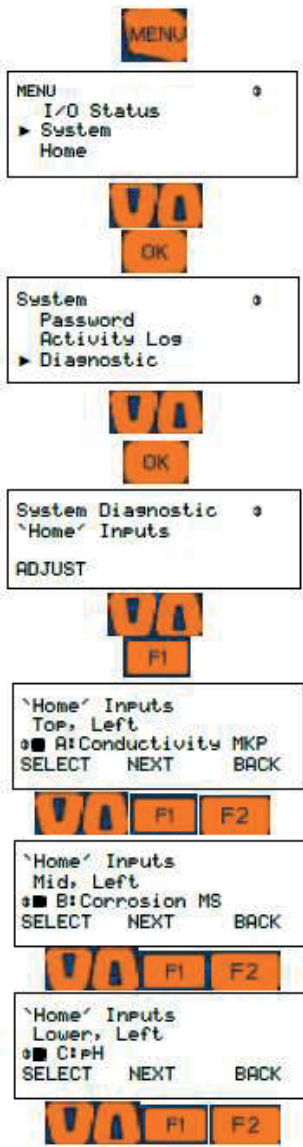 MENU
MENU
I/O Status
► System
Home
OK
System
Password
Activity Log
► Diagnostic
OK
System Diagnostic
`Home´ Inputs
ADJUST
F1
`Home´ Inputs
Top, Left
A:Conductivity MKP
SELECT NEXT BACK
F1 F2
`Home´ Inputs
Mid, Left
B:Corrosion MS
SELECT NEXT BACK
F1 F2
`Home´ Inputs
Lower, Left
C:pH
SELECT NEXT BACK
F1 F2